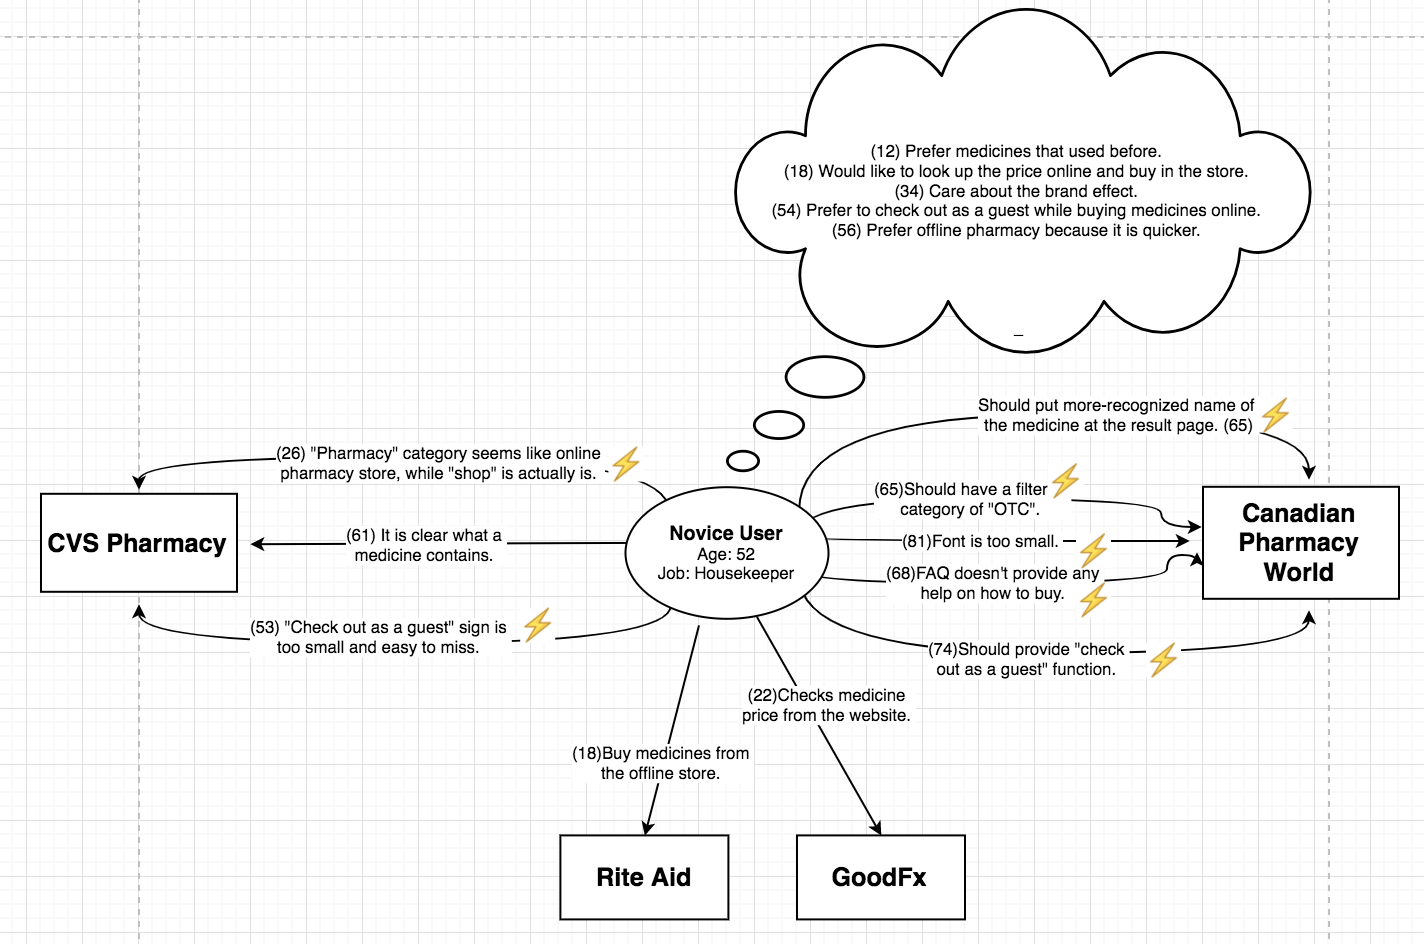 (12) Prefer medicines that used before.
(18) Would like to look up the price online and buy in the store.
(34) Care about the brand effect.
(54) Prefer to check out as a guest while buying medicines online.
(56) Prefer offline pharmacy because it is quicker.
_
Should put more-recognized name of
the medicine at the result page. (65)
(26) "Pharmacy" category seems like online
pharmacy store, while "shop" is actually is.
(65)Should have a filter
category of "OTC".
CVS Pharmacy
(61) It is clear what a
medicine contains.
Novice User
Age: 52
Job: Housekeeper
(81)Font is too small.
Canadian
Pharmacy
World
(68)FAQ doesn't provide any
help on how to buy.
(53) "Check out as a guest" sign is
too small and easy to miss.
(74)Should provide "check
out as a guest" function.
(22)Checks medicine
price from the website.
(18)Buy medicines from
the offline store.
Rite Aid
GoodFx